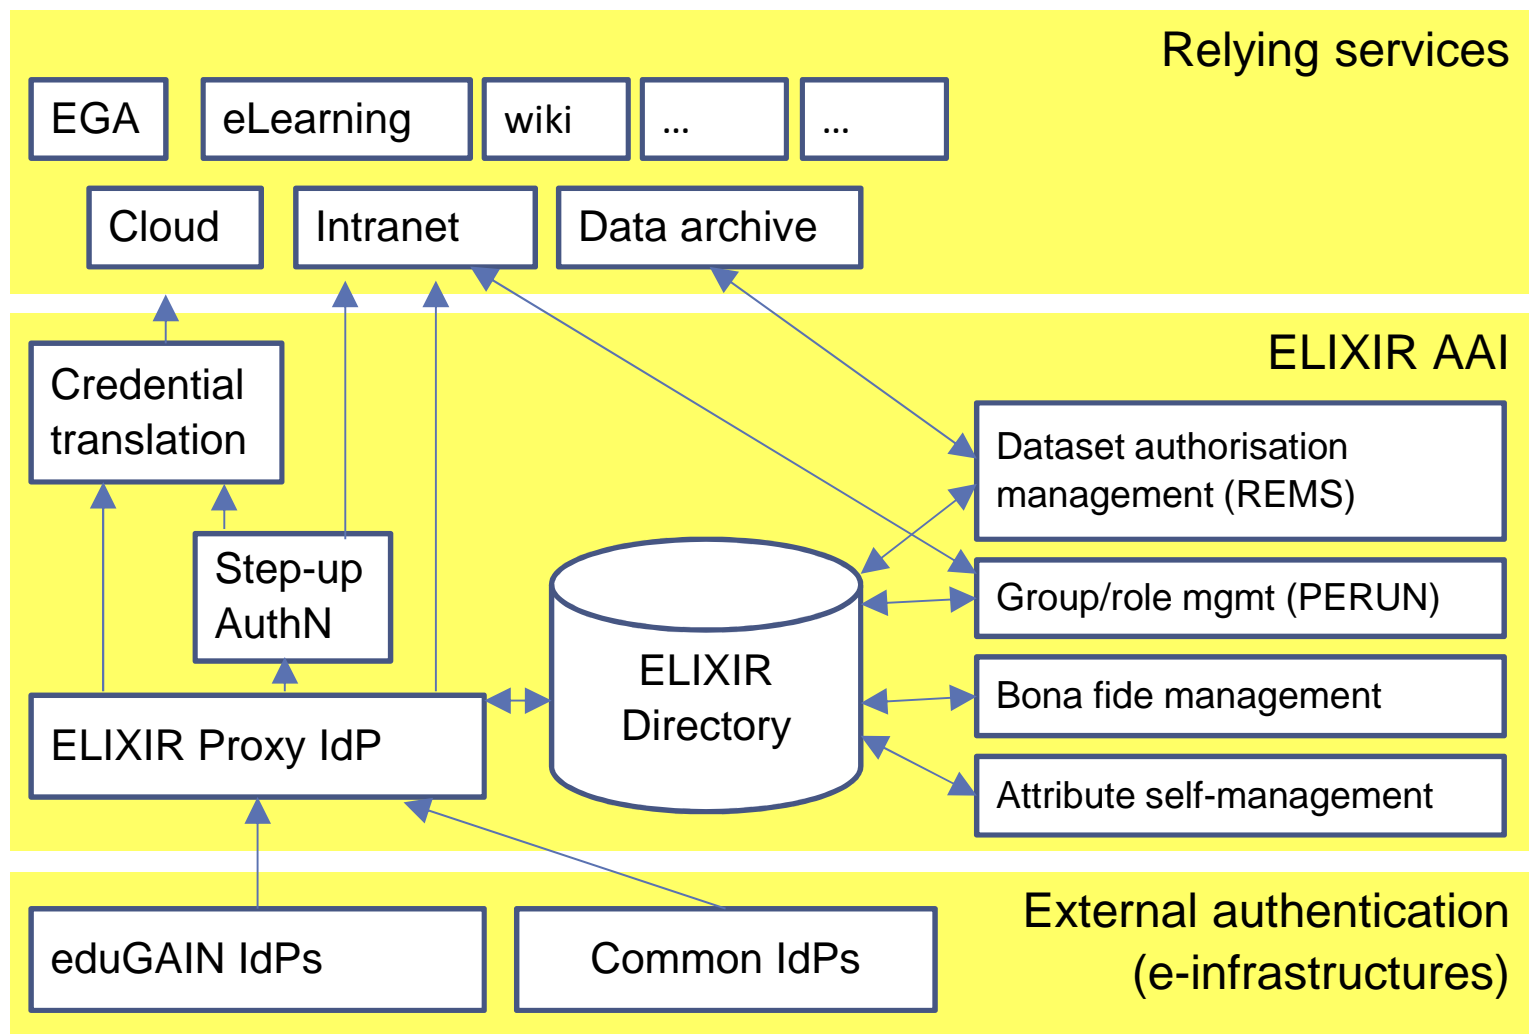 Relying services
EGA
eLearning
wiki
...
...
Cloud
Intranet
Data archive
ELIXIR AAI
Credential
translation
Dataset authorisation
management (REMS)
Step-up
AuthN
Group/role mgmt (PERUN)
ELIXIR
Directory
Bona fide management
ELIXIR Proxy IdP
Attribute self-management
External authentication
(e-infrastructures)
eduGAIN IdPs
Common IdPs